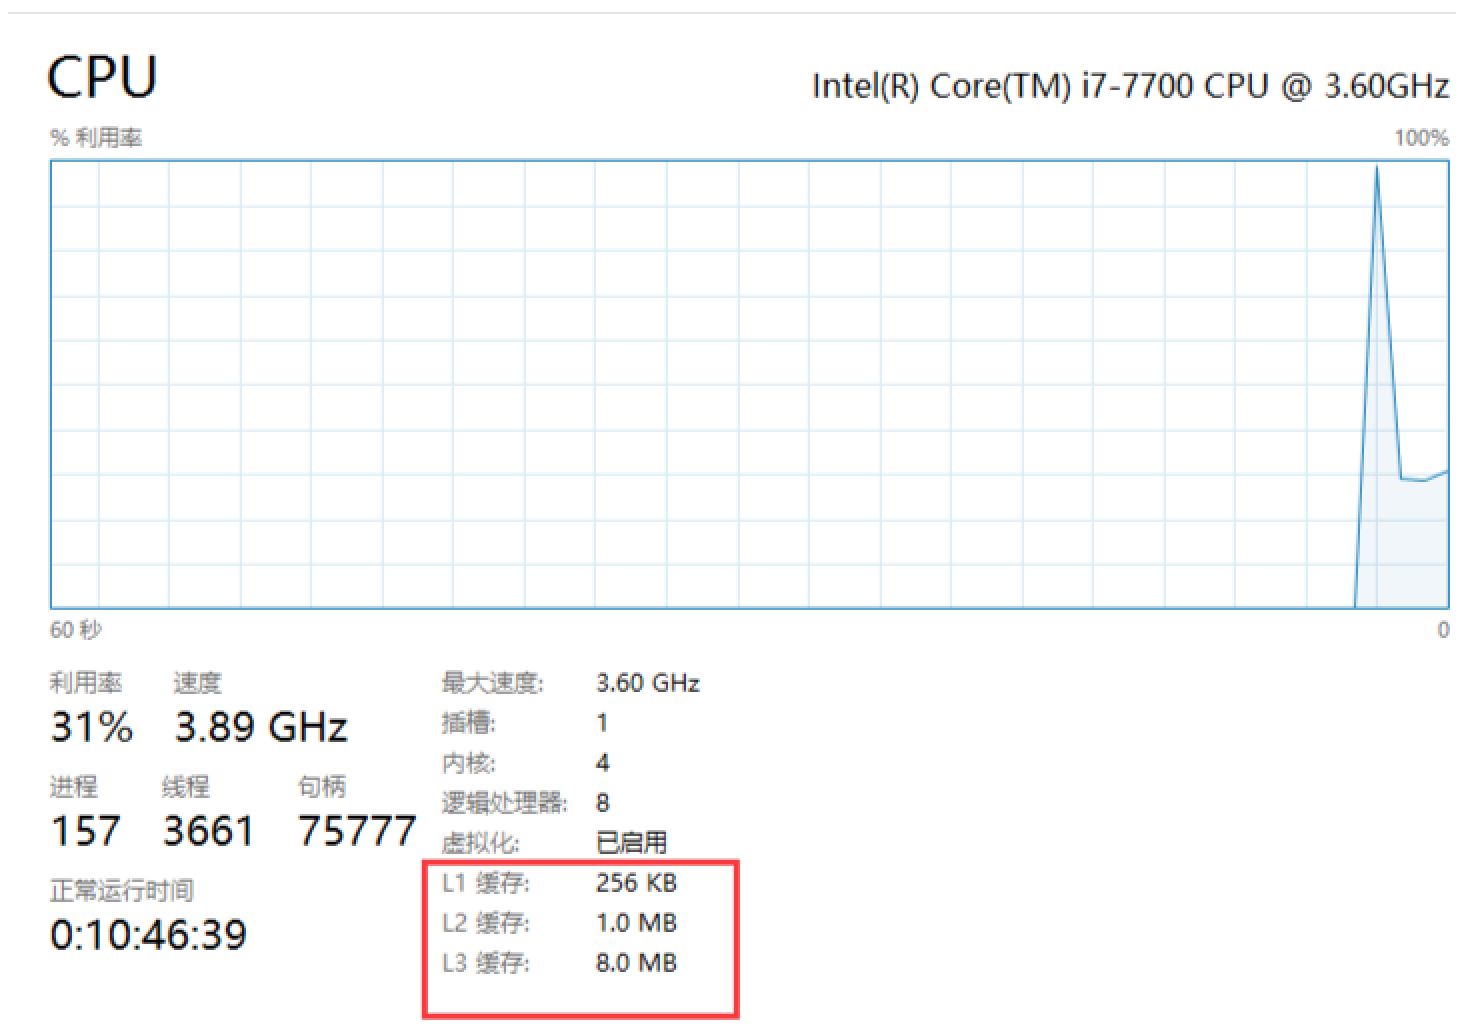 CPU
Intel(R) Core(TM) i7-7700 CPU @ 3.60GHz
% 利用率
100%
60 秒
0
利用率 速度
31% 3.89 GHz
进程 线程 句柄
157 3661 75777
正常运行时间
0:10:46:39
最大速度: 3.60 GHz
插槽: 1
内核: 4
逻辑处理器: 8
虚拟化: 已启用
L1 缓存: 256 KB
L2 缓存: 1.0 MB
L3 缓存: 8.0 MB